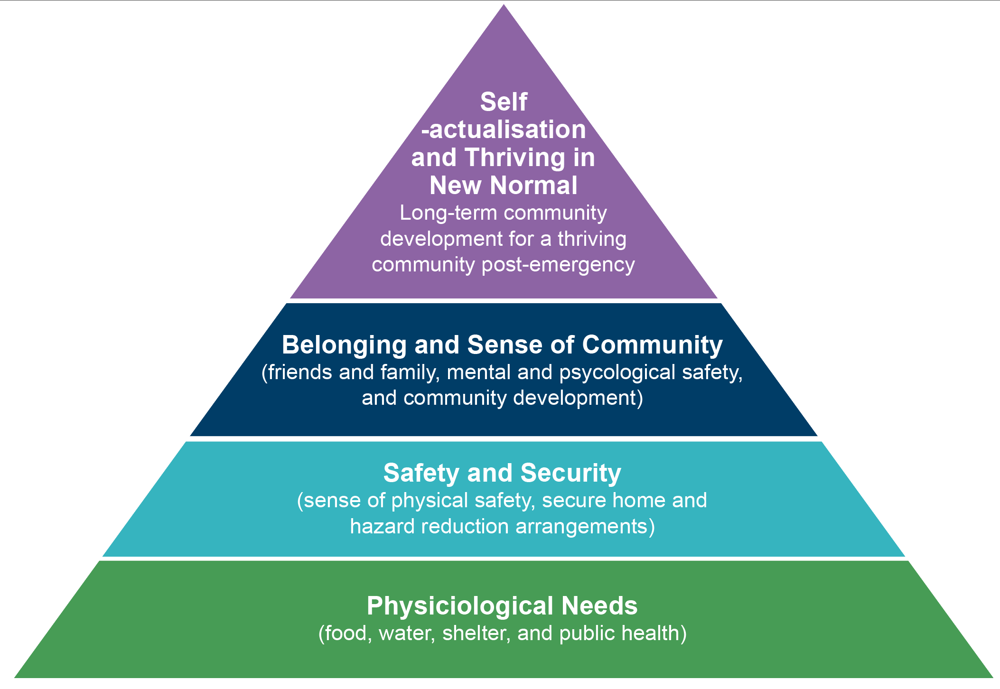 Self
-actualisation
and Thriving in
New Normal
Long-term community
development for a thriving
community post-emergency
Belonging and Sense of Community
(friends and family, mental and psycological safety,
and community development)
Safety and Security
(sense of physical safety, secure home and
hazard reduction arrangements)
Physiciological Needs
(food, water, shelter, and public health)